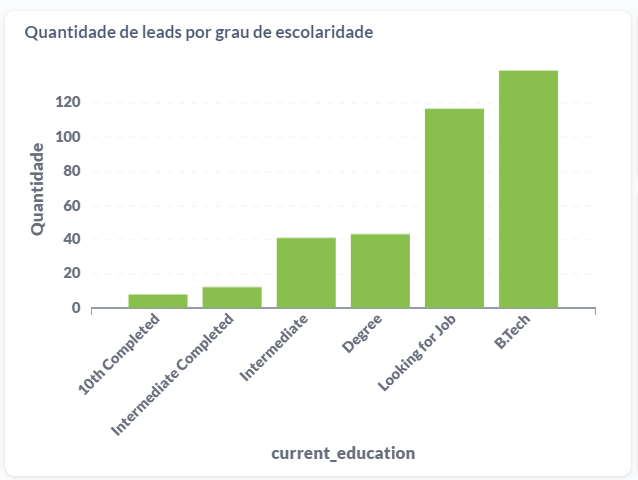 Quantidade de leads por grau de escolaridade
Quantidade
120
100
80
60
40
20
0
10th Completed
Intermediate Completed
Intermediate
Degree
Looking for Job
B.Tech
current_education